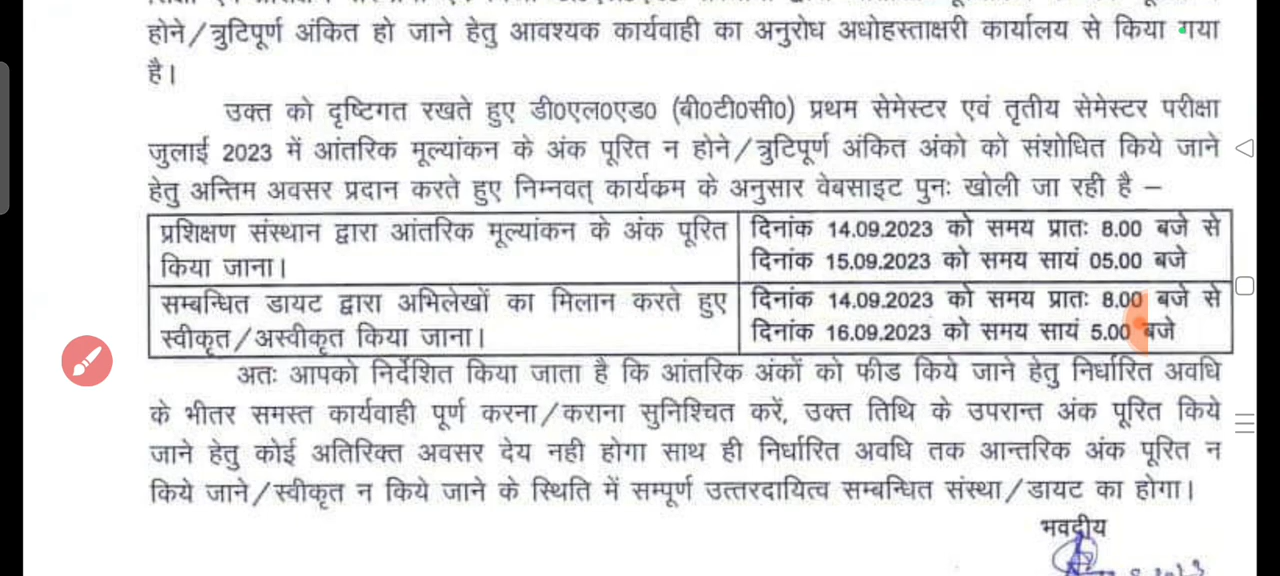 होने/त्रुटिपूर्ण अंकित हो जाने हेतु आवश्यक कार्यवाही का अनुरोध अधोहस्ताक्षरी कार्यालय से किया गया
है।
उक्त को दृष्टिगत रखते हुए डी०एल०एड० (बी०टी०सी०) प्रथम सेमेस्टर एवं तृतीय सेमेस्टर परीक्षा
जुलाई 2023 में आंतरिक मूल्यांकन के अंक पूरित न होने/त्रुटिपूर्ण अंकित अंको को संशोधित किये जाने
हेतु अन्तिम अवसर प्रदान करते हुए निम्नवत् कार्यक्रम के अनुसार वेबसाइट पुनः खोली जा रही है –
प्रशिक्षण संस्थान द्वारा आंतरिक मूल्यांकन के अंक पूरित
किया जाना।
दिनांक 14.09.2023 को समय प्रातः 8.00 बजे से
दिनांक 15.09.2023 को समय सायं 05.00 बजे
सम्बन्धित डायट द्वारा अभिलेखों का मिलान करते हुए
स्वीकृत/अस्वीकृत किया जाना।
दिनांक 14.09.2023 को समय प्रातः 8.00 बजे से
दिनांक 16.09.2023 को समय सायं 5.00 बजे
अतः आपको निर्देशित किया जाता है कि आंतरिक अंकों को फीड किये जाने हेतु निर्धारित अवधि
के भीतर समस्त कार्यवाही पूर्ण करना/कराना सुनिश्चित करें, उक्त तिथि के उपरान्त अंक पूरित किये
जाने हेतु कोई अतिरिक्त अवसर देय नही होगा साथ ही निर्धारित अवधि तक आन्तरिक अंक पूरित न
किये जाने/स्वीकृत न किये जाने के स्थिति में सम्पूर्ण उत्तरदायित्व सम्बन्धित संस्था/डायट का होगा।
भवदीय